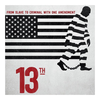 FROM SLAVE TO CRIMINAL WITH ONE AMENDMENT
13TH